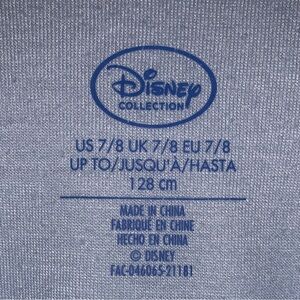 Disney
COLLECTION
US 7/8 UK 7/8 EU 7/8
UP TO/JUSQU'À/HASTA
128 cm
MADE IN CHINA
FABRIQUÉ EN CHINE
HECHO EN CHINA
© DISNEY
FAC-046065-21181